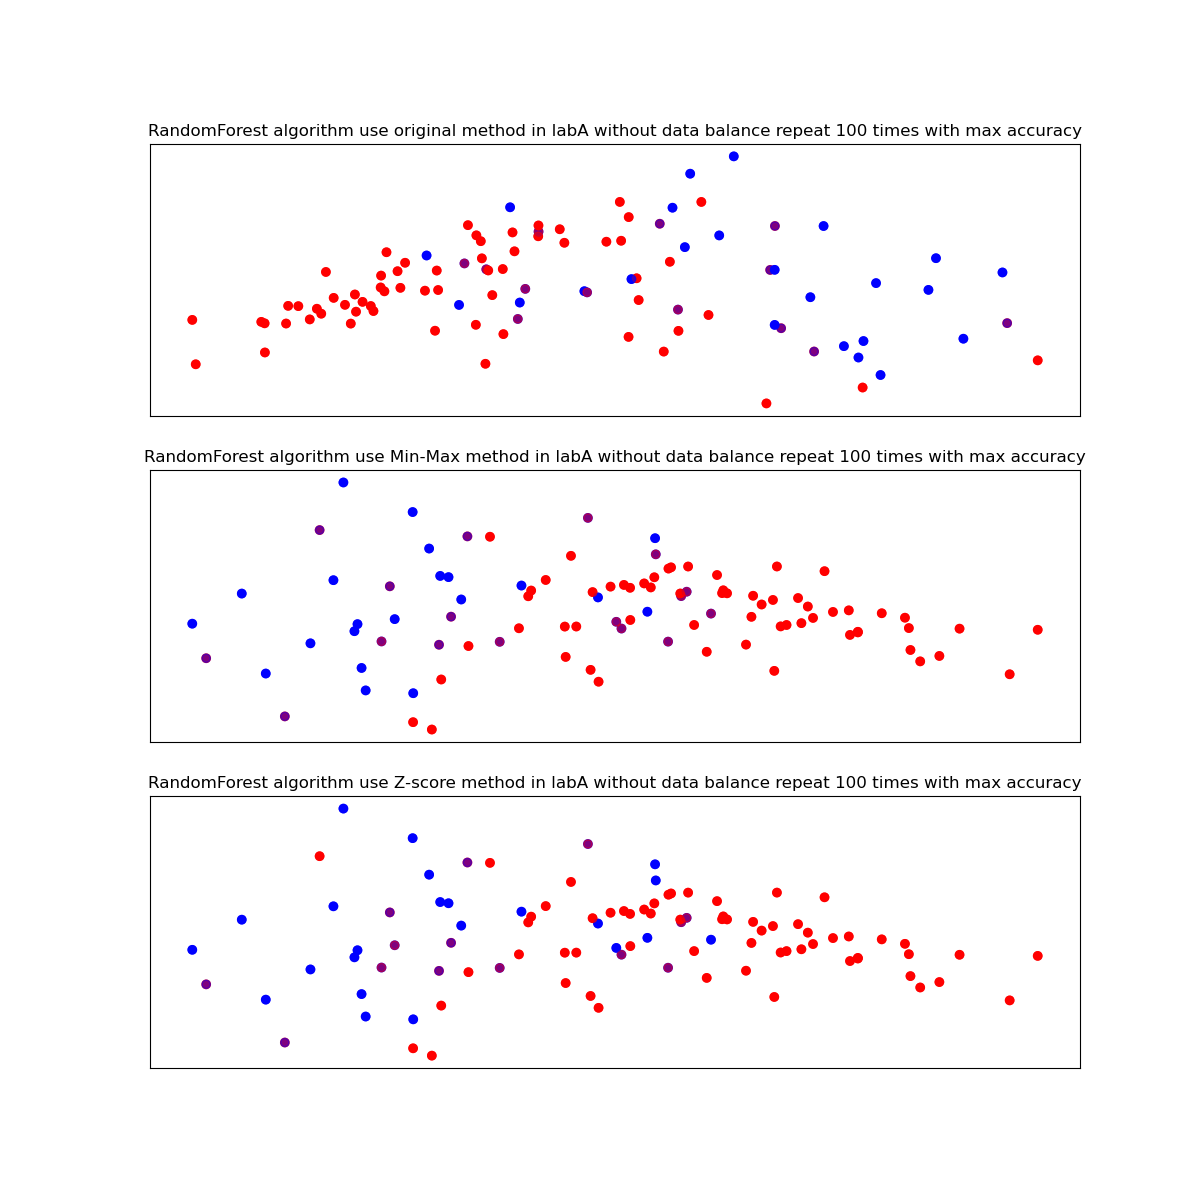 RandomForest algorithm use original method in labA without data balance repeat 100 times with max accuracy
RandomForest algorithm use Min-Max method in labA without data balance repeat 100 times with max accuracy
RandomForest algorithm use Z-score method in labA without data balance repeat 100 times with max accuracy